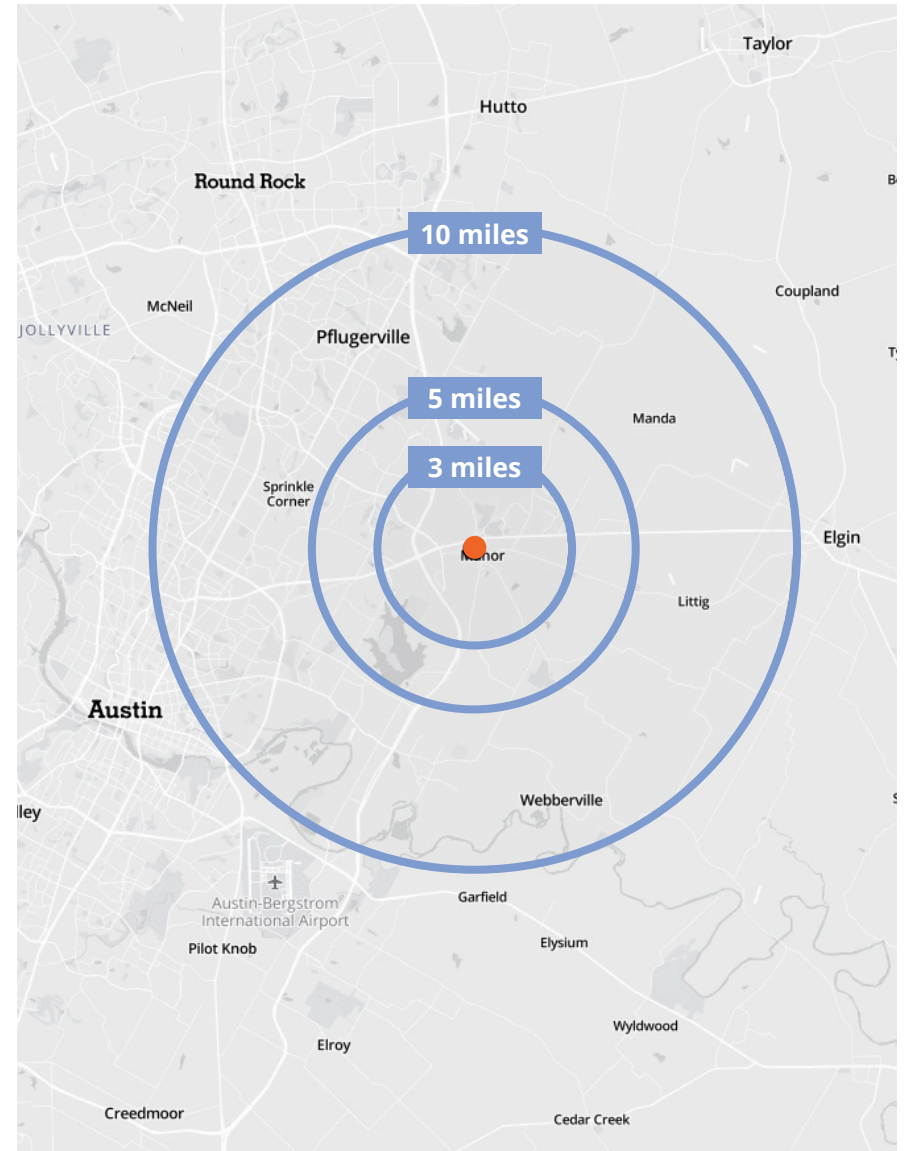 Taylor
Hutto
Round Rock
10 miles
Coupland
McNeil
JOLLYVILLE
Pflugerville
5 miles
Manda
3 miles
Sprinkle
Corner
Elgin
Littig
Austin
Webberville
lley
Garfield
Austin-Bergstrom
International Airport
Elysium
Pilot Knob
Wyldwood
Elroy
Creedmoor
Cedar Creek